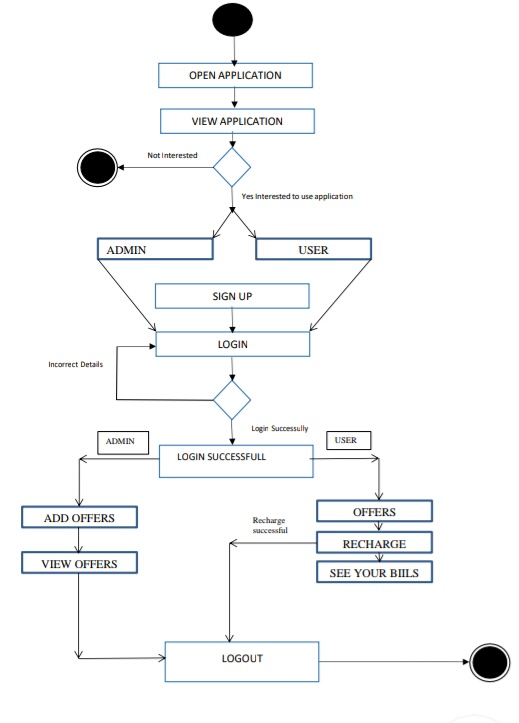 OPEN APPLICATION
VIEW APPLICATION
Not Interested
Yes Interested to use application
ADMIN
USER
SIGN UP
LOGIN
Incorrect Details
Login Successully
ADMIN
USER
LOGIN SUCCESSFULL
ADD OFFERS
OFFERS
Recharge
successful
RECHARGE
VIEW OFFERS
SEE YOUR BIILS
LOGOUT